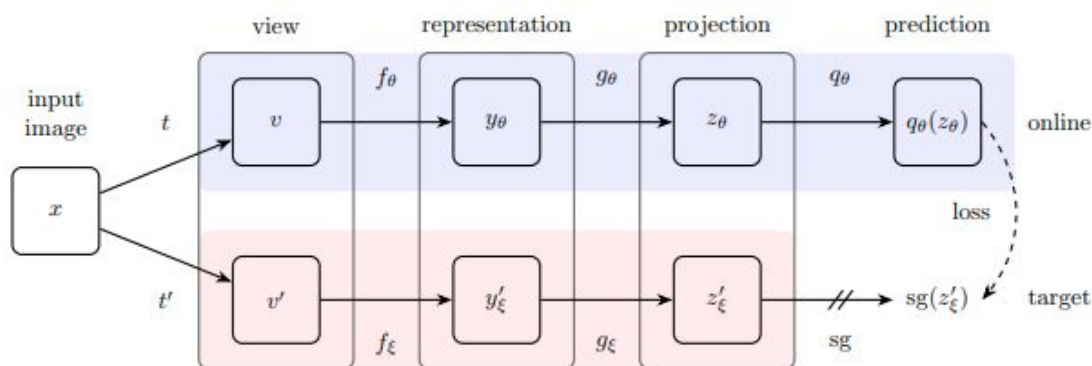 view
representation
projection
prediction
input
image
t
f_θ
g_θ
q_θ
v
y_θ
z_θ
q_θ(z_θ)
online
x
loss
t′
v′
y′_ξ
z′_ξ
sg(z′_ξ)
target
f_ξ
g_ξ
sg